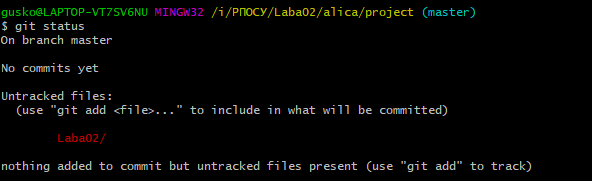 gusko@LAPTOP-VT7SV6NU MINGW32 /i/РПОСУ/Laba02/alica/project (master)
$ git status
On branch master
No commits yet
Untracked files:
(use "git add <file>..." to include in what will be committed)
Laba02/
nothing added to commit but untracked files present (use "git add" to track)